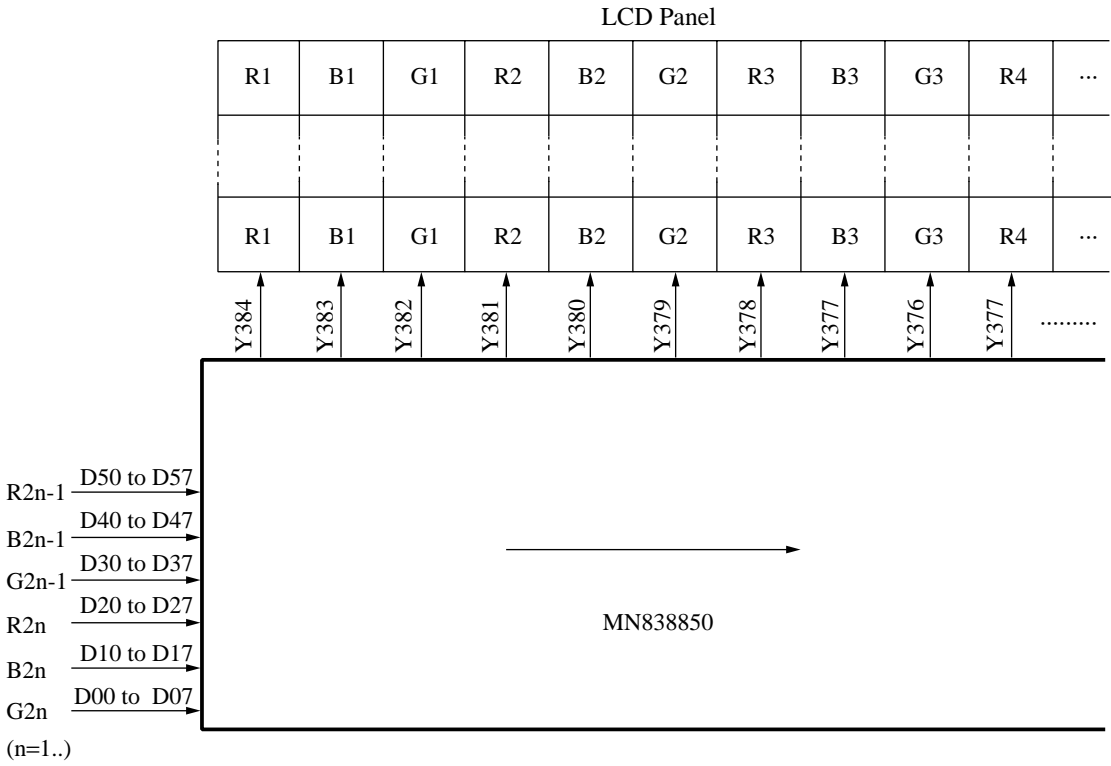 LCD Panel
R1 B1 G1 R2 B2 G2 R3 B3 G3 R4 ...
R1 B1 G1 R2 B2 G2 R3 B3 G3 R4 ...
Y384 Y383 Y382 Y381 Y380 Y379 Y378 Y377 Y376 Y377 .........
R2n-1 D50 to D57
B2n-1 D40 to D47
G2n-1 D30 to D37
R2n D20 to D27
B2n D10 to D17
G2n D00 to D07
(n=1..)
MN838850